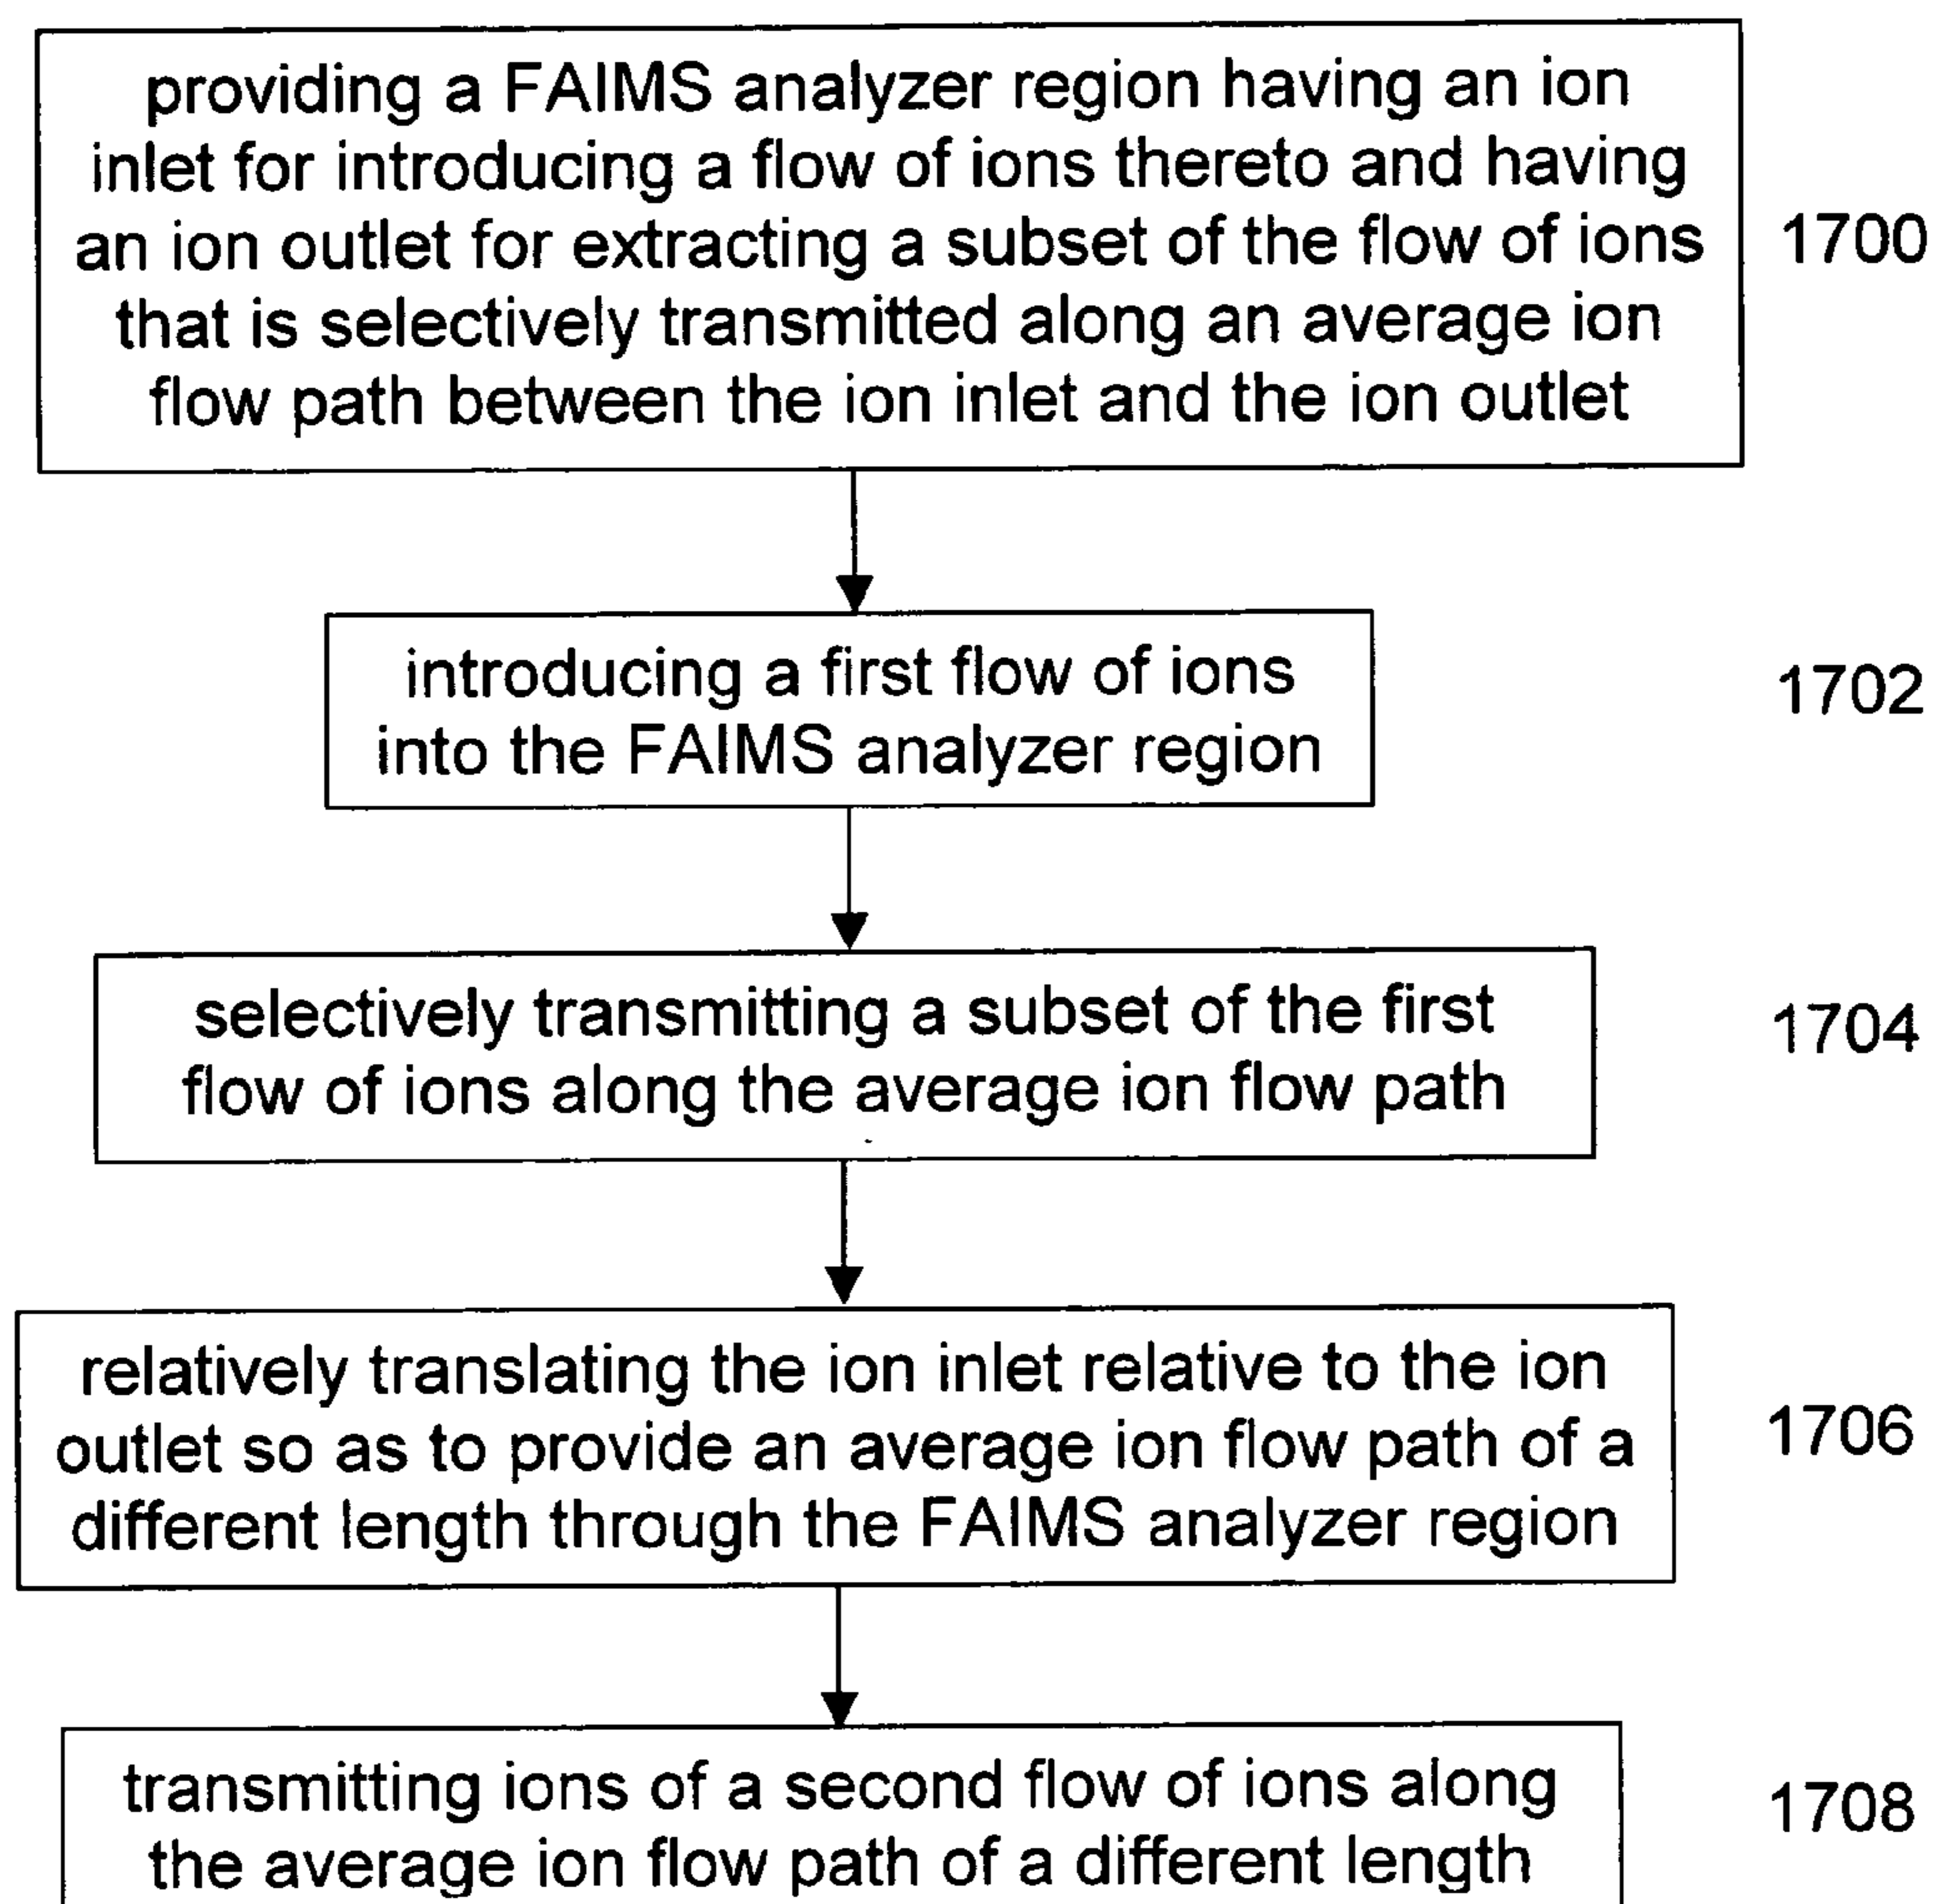 providing a FAIMS analyzer region having an ion
inlet for introducing a flow of ions thereto and having
an ion outlet for extracting a subset of the flow of ions
that is selectively transmitted along an average ion
flow path between the ion inlet and the ion outlet
1700
introducing a first flow of ions
into the FAIMS analyzer region
1702
selectively transmitting a subset of the first
flow of ions along the average ion flow path
1704
relatively translating the ion inlet relative to the ion
outlet so as to provide an average ion flow path of a
different length through the FAIMS analyzer region
1706
transmitting ions of a second flow of ions along
the average ion flow path of a different length
1708